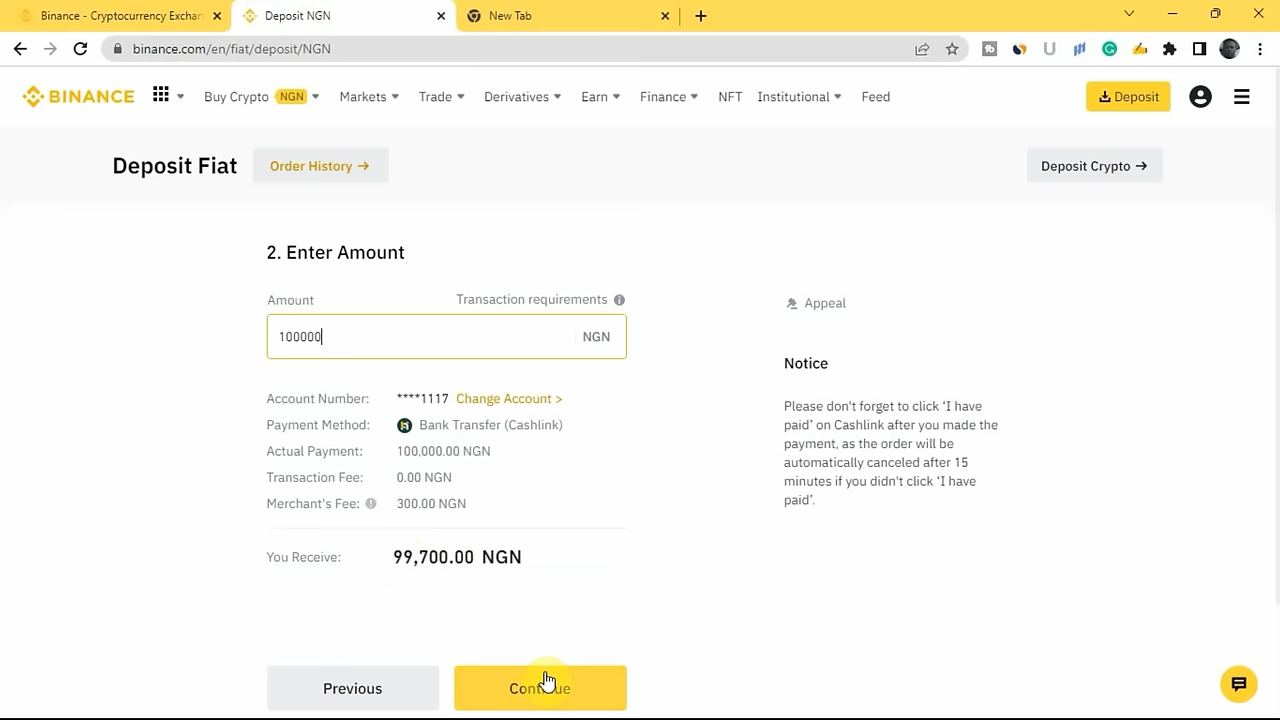 Binance - Cryptocurrency Exchan
Deposit NGN
New Tab
binance.com/en/fiat/deposit/NGN
BINANCE
Buy Crypto NGN
Markets
Trade
Derivatives
Earn
Finance
NFT
Institutional
Feed
Deposit
Deposit Fiat
Order History →
Deposit Crypto →
2. Enter Amount
Amount
Transaction requirements
100000
NGN
Account Number: ****1117 Change Account >
Payment Method: Bank Transfer (Cashlink)
Actual Payment: 100,000.00 NGN
Transaction Fee: 0.00 NGN
Merchant's Fee: 300.00 NGN
You Receive: 99,700.00 NGN
Previous
Continue
Appeal
Notice
Please don't forget to click ‘I have
paid’ on Cashlink after you made the
payment, as the order will be
automatically canceled after 15
minutes if you didn't click ‘I have
paid’.